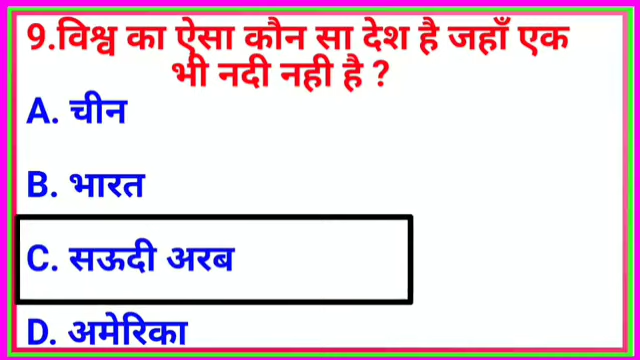 9.विश्व का ऐसा कौन सा देश है जहाँ एक
भी नदी नही है ?
A. चीन
B. भारत
C. सऊदी अरब
D. अमेरिका